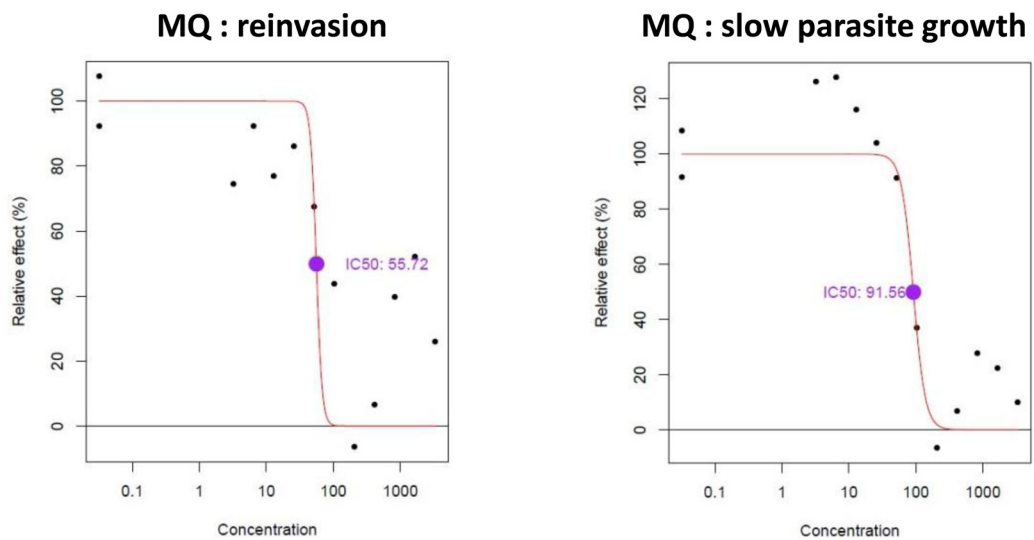 MQ : reinvasion
Relative effect (%)
100
80
60
40
20
0
IC50: 55.72
0.1 1 10 100 1000
Concentration
MQ : slow parasite growth
Relative effect (%)
120
100
80
60
40
20
0
IC50: 91.56
0.1 1 10 100 1000
Concentration